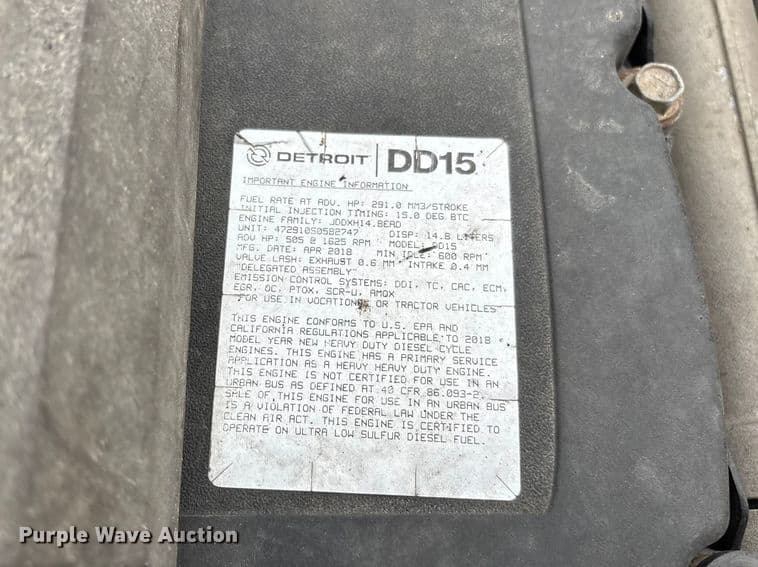 DETROIT DD15
IMPORTANT ENGINE INFORMATION
FUEL RATE AT ADV. HP: 291.0 MM3/STROKE
INITIAL INJECTION TIMING: 15.0 DEG BTC
ENGINE FAMILY: JDDXH14.8EAD
UNIT: 472910S0582747 DISP: 14.8 LITERS
ADV HP: 505 @ 1625 RPM MODEL: DD15
MFG. DATE: APR 2018 MIN IDLE: 600 RPM
VALVE LASH: EXHAUST 0.6 MM INTAKE 0.4 MM
"DELEGATED ASSEMBLY"
EMISSION CONTROL SYSTEMS: DDI, TC, CAC, ECM,
EGR, OC, PTOX, SCR-U, AMOX
FOR USE IN VOCATIONAL OR TRACTOR VEHICLES
THIS ENGINE CONFORMS TO U.S. EPA AND
CALIFORNIA REGULATIONS APPLICABLE TO 2018
MODEL YEAR NEW HEAVY DUTY DIESEL CYCLE
ENGINES. THIS ENGINE HAS A PRIMARY SERVICE
APPLICATION AS A HEAVY HEAVY DUTY ENGINE.
THIS ENGINE IS NOT CERTIFIED FOR USE IN AN
URBAN BUS AS DEFINED AT 40 CFR 86.093-2.
SALE OF THIS ENGINE FOR USE IN AN URBAN BUS
IS A VIOLATION OF FEDERAL LAW UNDER THE
CLEAN AIR ACT. THIS ENGINE IS CERTIFIED TO
OPERATE ON ULTRA LOW SULFUR DIESEL FUEL.
Purple Wave Auction